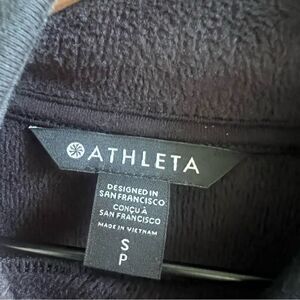 ATHLETA
DESIGNED IN
SAN FRANCISCO
CONÇU À
SAN FRANCISCO
MADE IN VIETNAM
S
P